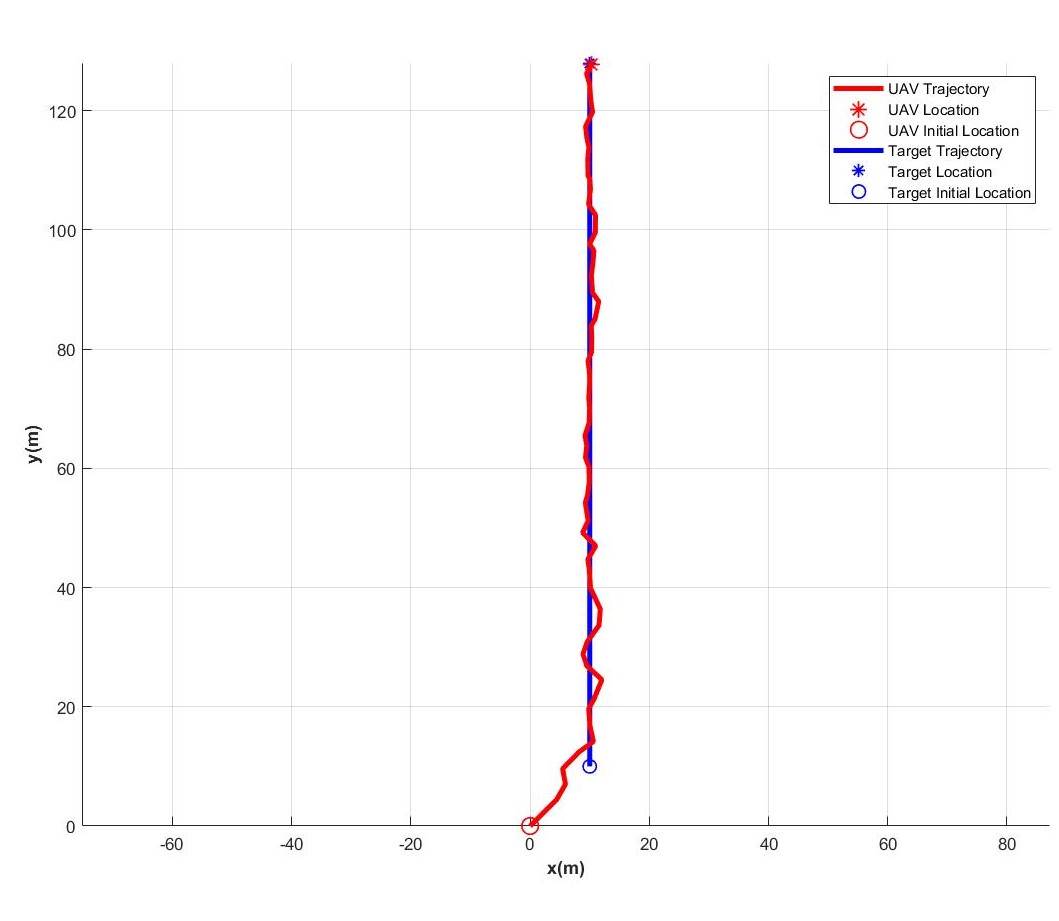 UAV Trajectory
UAV Location
UAV Initial Location
Target Trajectory
Target Location
Target Initial Location
120
100
80
60
40
20
0
-60 -40 -20 0 20 40 60 80
x(m)
y(m)